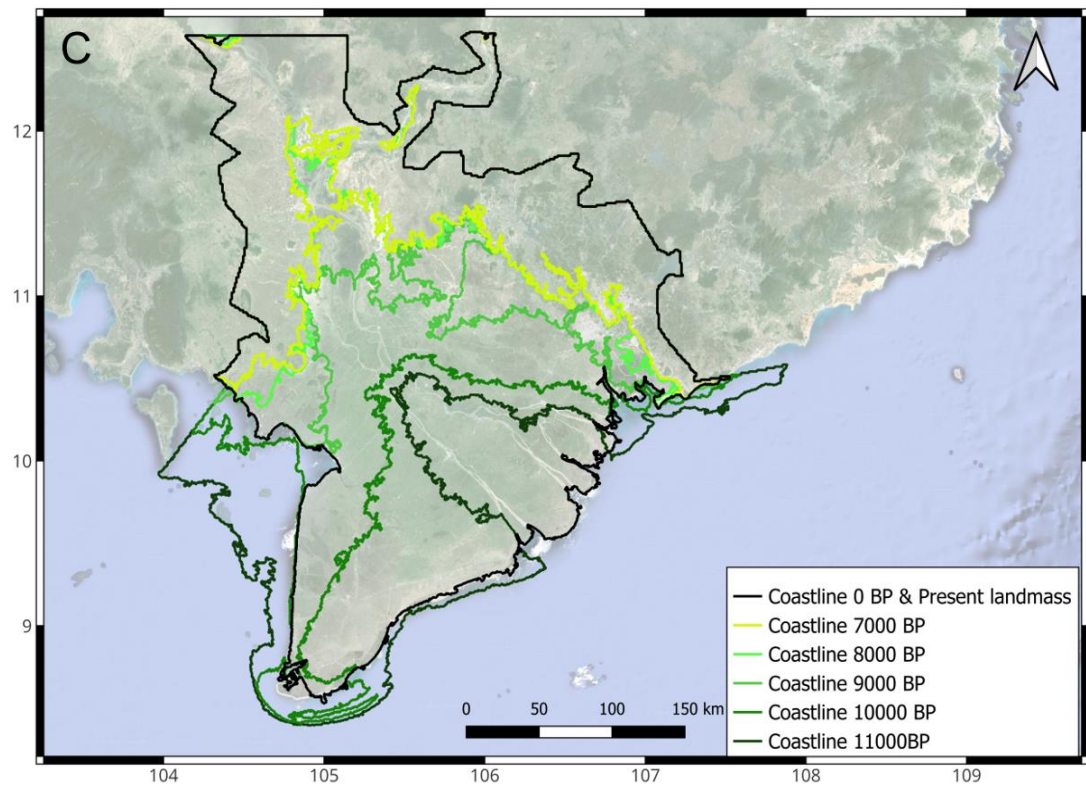 C
12
11
10
9
104
105
106
107
108
109
0 50 100 150 km
Coastline 0 BP & Present landmass
Coastline 7000 BP
Coastline 8000 BP
Coastline 9000 BP
Coastline 10000 BP
Coastline 11000BP